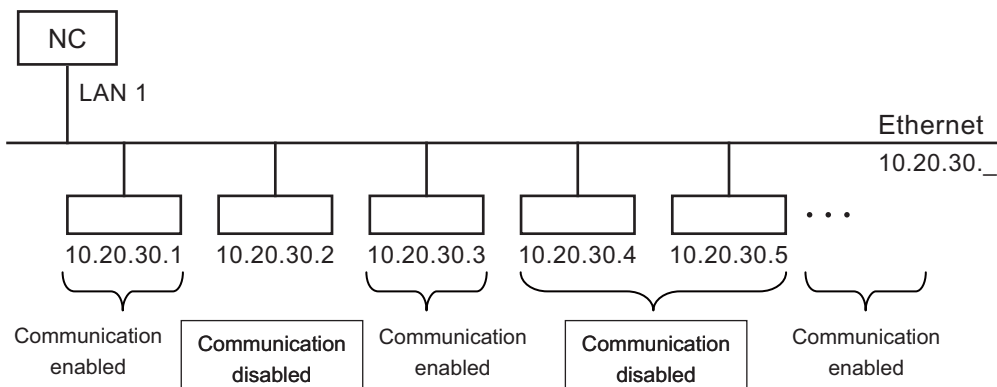 NC
LAN 1
Ethernet
10.20.30._
10.20.30.1
10.20.30.2
10.20.30.3
10.20.30.4
10.20.30.5
...
Communication
enabled
Communication
disabled
Communication
enabled
Communication
disabled
Communication
enabled